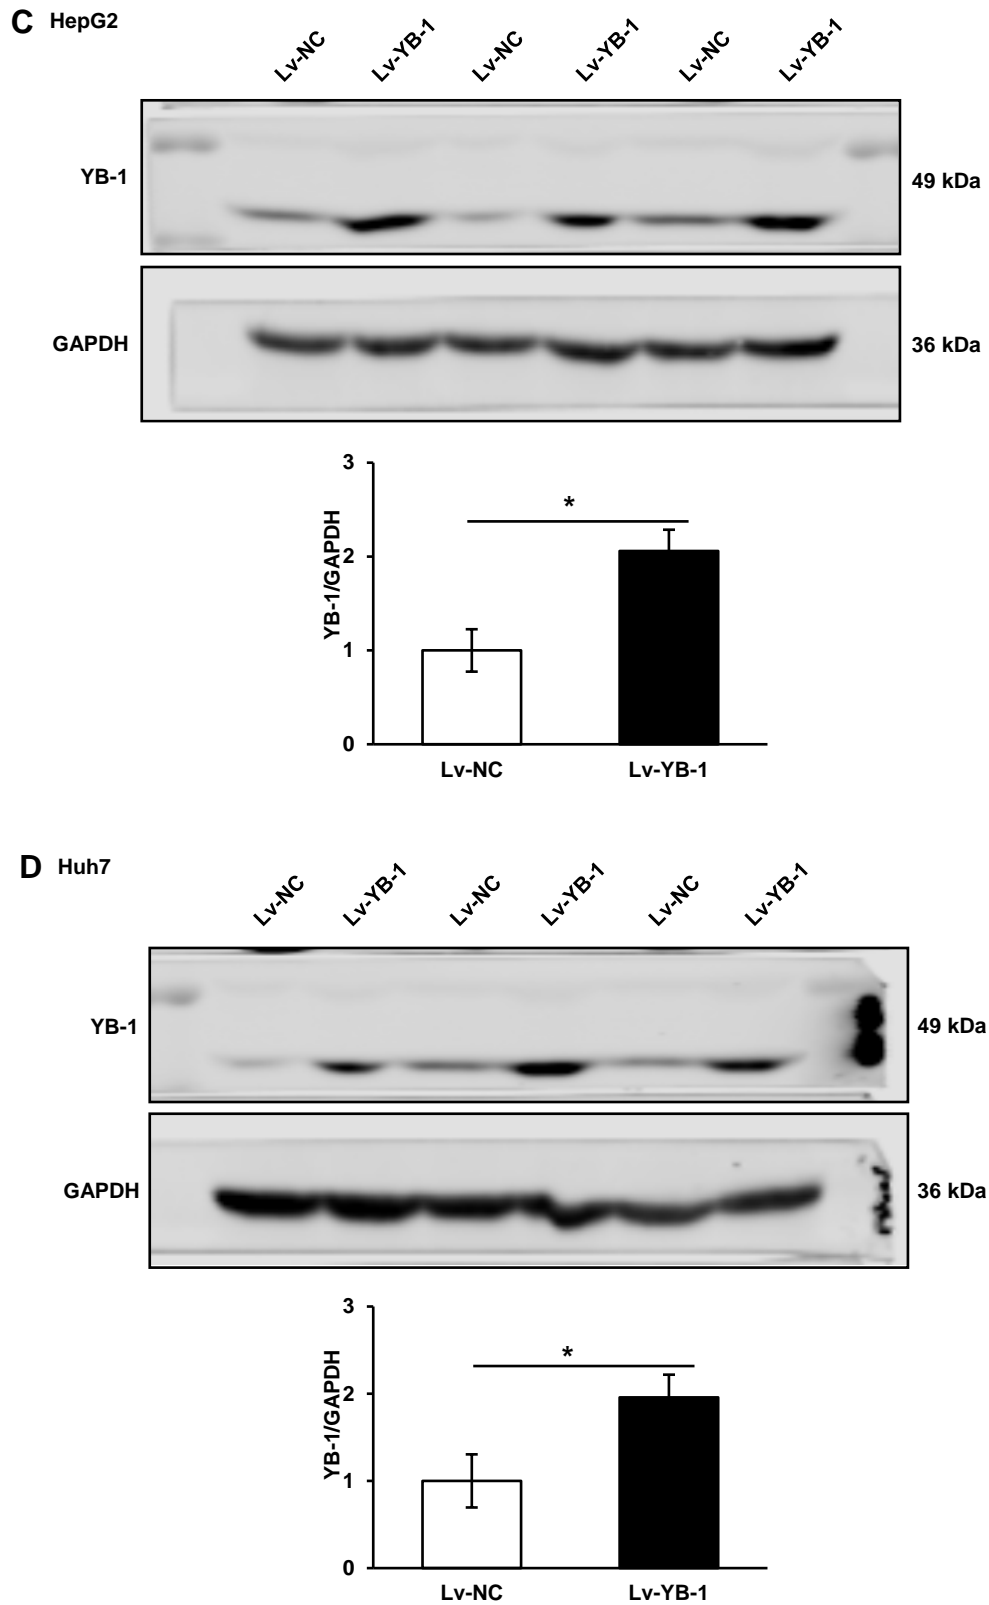 C HepG2
Lv-NC Lv-YB-1 Lv-NC Lv-YB-1 Lv-NC Lv-YB-1
YB-1 49 kDa
GAPDH 36 kDa
3
*
YB-1/GAPDH
2
1
0
Lv-NC Lv-YB-1
D Huh7
Lv-NC Lv-YB-1 Lv-NC Lv-YB-1 Lv-NC Lv-YB-1
YB-1 49 kDa
GAPDH 36 kDa
3
*
YB-1/GAPDH
2
1
0
Lv-NC Lv-YB-1